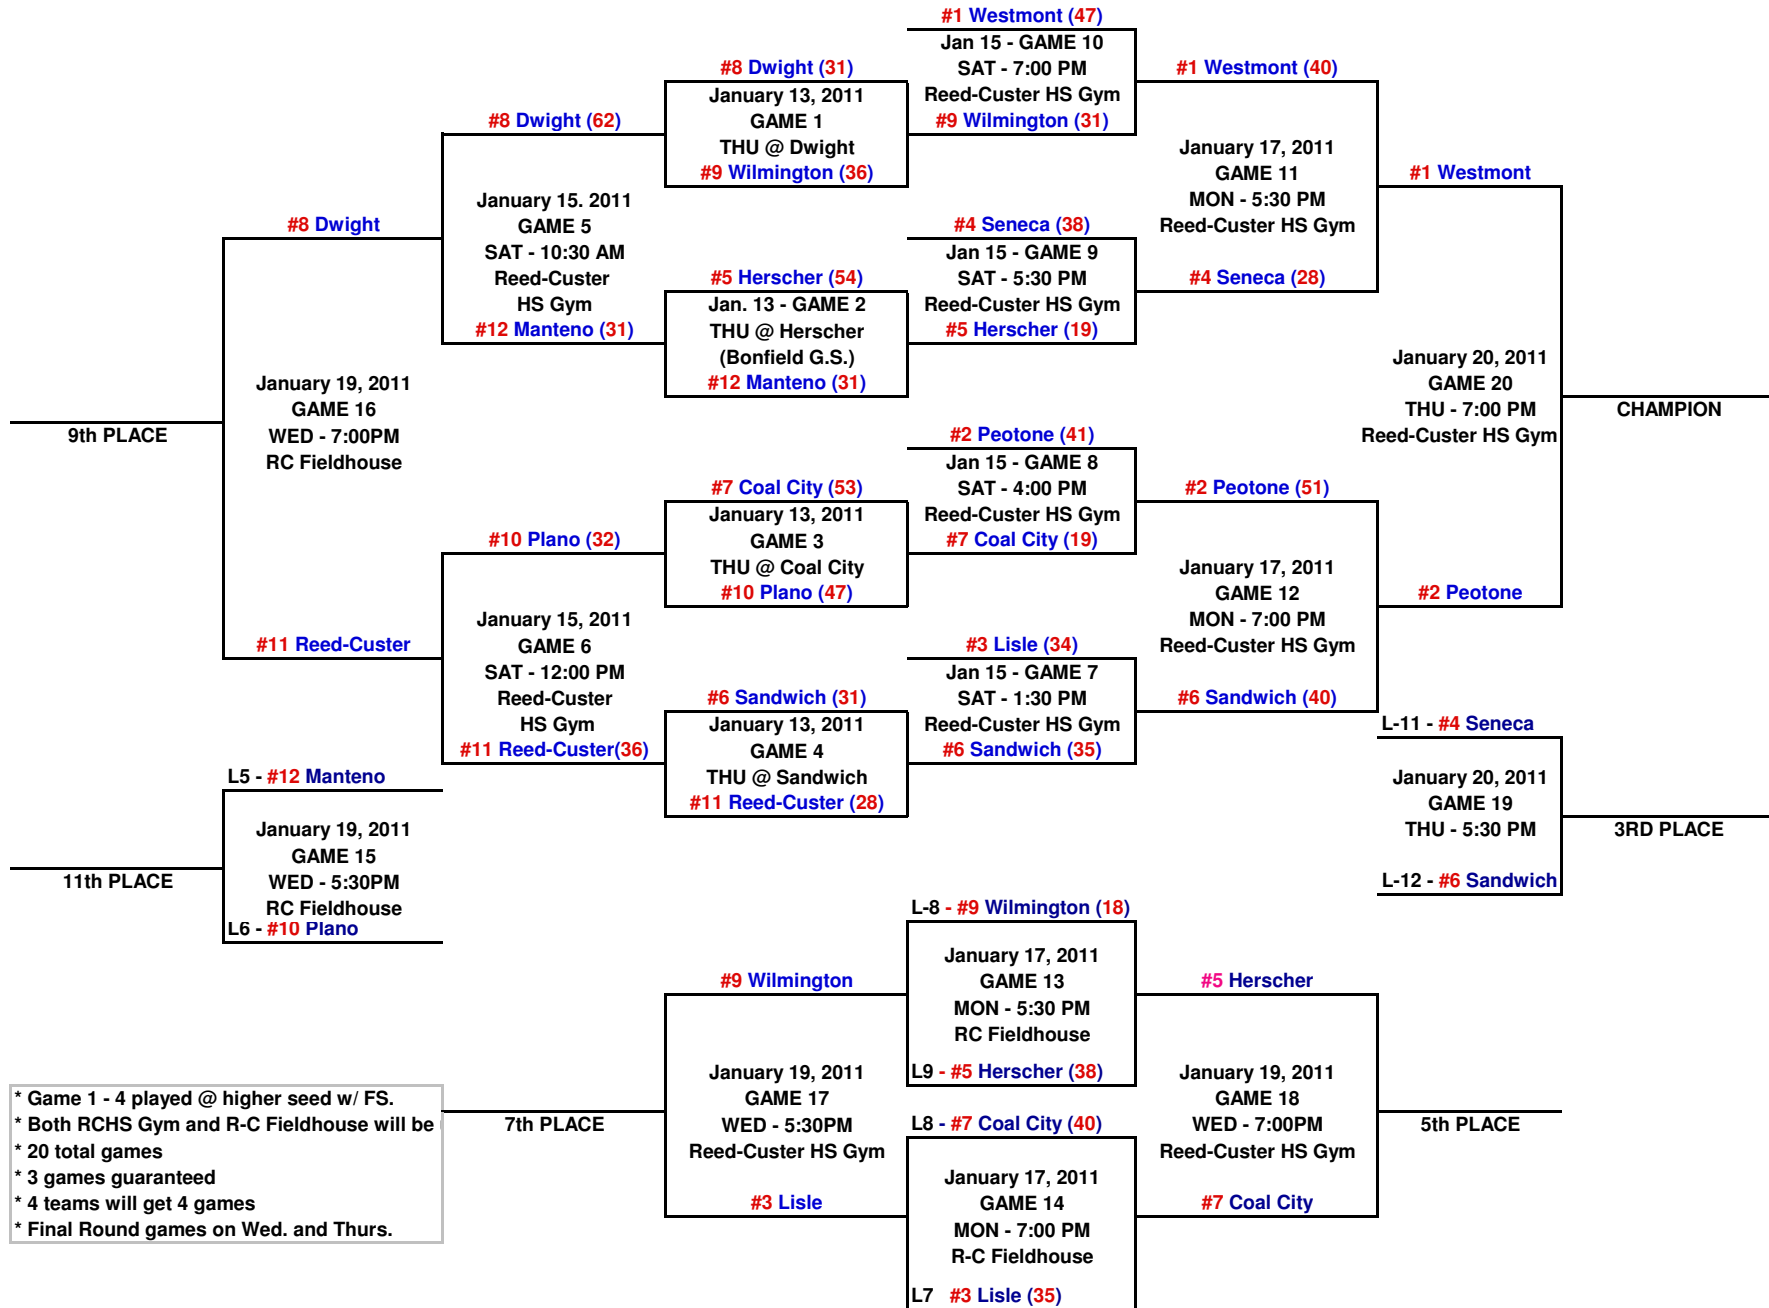 #1 Westmont (47)
Jan 15 - GAME 10
SAT - 7:00 PM
Reed-Custer HS Gym
#9 Wilmington (31)
#8 Dwight (31)
January 13, 2011
GAME 1
THU @ Dwight
#9 Wilmington (36)
#1 Westmont (40)
January 17, 2011
GAME 11
MON - 5:30 PM
Reed-Custer HS Gym
#4 Seneca (28)
#8 Dwight (62)
January 15. 2011
GAME 5
SAT - 10:30 AM
Reed-Custer
HS Gym
#12 Manteno (31)
#1 Westmont
#8 Dwight
#4 Seneca (38)
Jan 15 - GAME 9
SAT - 5:30 PM
Reed-Custer HS Gym
#5 Herscher (19)
#5 Herscher (54)
Jan. 13 - GAME 2
THU @ Herscher
(Bonfield G.S.)
#12 Manteno (31)
January 20, 2011
GAME 20
THU - 7:00 PM
Reed-Custer HS Gym
CHAMPION
January 19, 2011
GAME 16
WED - 7:00PM
RC Fieldhouse
9th PLACE
#2 Peotone (41)
Jan 15 - GAME 8
SAT - 4:00 PM
Reed-Custer HS Gym
#7 Coal City (19)
#7 Coal City (53)
January 13, 2011
GAME 3
THU @ Coal City
#10 Plano (47)
#2 Peotone (51)
January 17, 2011
GAME 12
MON - 7:00 PM
Reed-Custer HS Gym
#6 Sandwich (40)
#10 Plano (32)
January 15, 2011
GAME 6
SAT - 12:00 PM
Reed-Custer
HS Gym
#11 Reed-Custer(36)
#2 Peotone
#11 Reed-Custer
#3 Lisle (34)
Jan 15 - GAME 7
SAT - 1:30 PM
Reed-Custer HS Gym
#6 Sandwich (35)
#6 Sandwich (31)
January 13, 2011
GAME 4
THU @ Sandwich
#11 Reed-Custer (28)
L-11 - #4 Seneca
January 20, 2011
GAME 19
THU - 5:30 PM
3RD PLACE
L-12 - #6 Sandwich
L5 - #12 Manteno
January 19, 2011
GAME 15
WED - 5:30PM
RC Fieldhouse
L6 - #10 Plano
11th PLACE
L-8 - #9 Wilmington (18)
January 17, 2011
GAME 13
MON - 5:30 PM
RC Fieldhouse
L9 - #5 Herscher (38)
#9 Wilmington
January 19, 2011
GAME 17
WED - 5:30PM
Reed-Custer HS Gym
#3 Lisle
7th PLACE
#5 Herscher
January 19, 2011
GAME 18
WED - 7:00PM
Reed-Custer HS Gym
#7 Coal City
5th PLACE
L8 - #7 Coal City (40)
January 17, 2011
GAME 14
MON - 7:00 PM
R-C Fieldhouse
L7 #3 Lisle (35)
* Game 1 - 4 played @ higher seed w/ FS.
* Both RCHS Gym and R-C Fieldhouse will be
* 20 total games
* 3 games guaranteed
* 4 teams will get 4 games
* Final Round games on Wed. and Thurs.